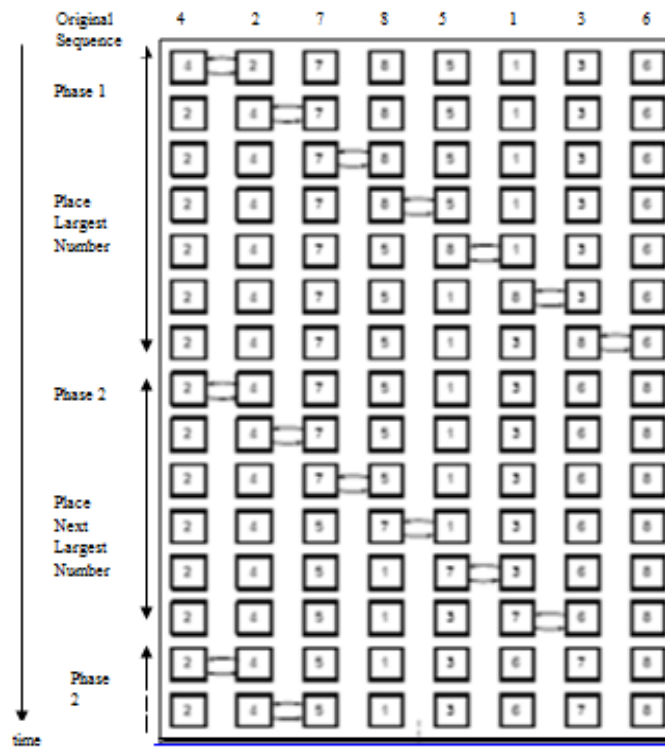 Original Sequence 4 2 7 8 5 1 3 6
Phase 1
4 2 7 8 5 1 3 6
2 4 7 8 5 1 3 6
2 4 7 8 5 1 3 6
Place
Largest
Number
2 4 7 8 5 1 3 6
2 4 7 5 8 1 3 6
2 4 7 5 1 8 3 6
2 4 7 5 1 3 8 6
Phase 2
2 4 7 5 1 3 6 8
2 4 7 5 1 3 6 8
2 4 7 5 1 3 6 8
Place
Next
Largest
Number
2 4 5 7 1 3 6 8
2 4 5 1 7 3 6 8
2 4 5 1 3 7 6 8
Phase
2
2 4 5 1 3 6 7 8
2 4 5 1 3 6 7 8
time